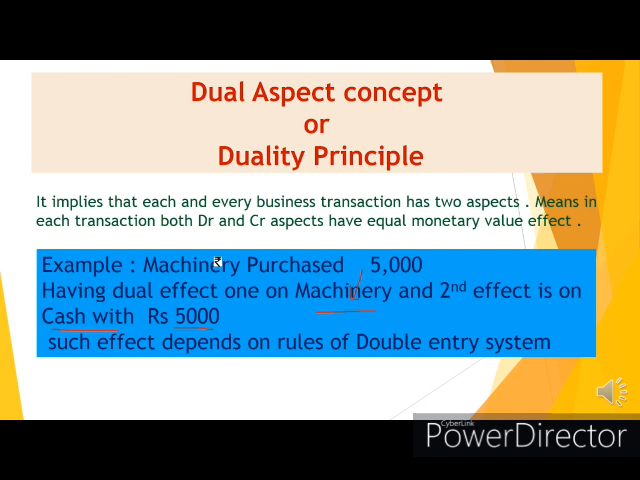 Dual Aspect concept
or
Duality Principle
It implies that each and every business transaction has two aspects . Means in
each transaction both Dr and Cr aspects have equal monetary value effect .
Example : Machinery Purchased 5,000
₹
Having dual effect one on Machinery and 2nd effect is on
Cash with Rs 5000
such effect depends on rules of Double entry system
CyberLink
PowerDirector